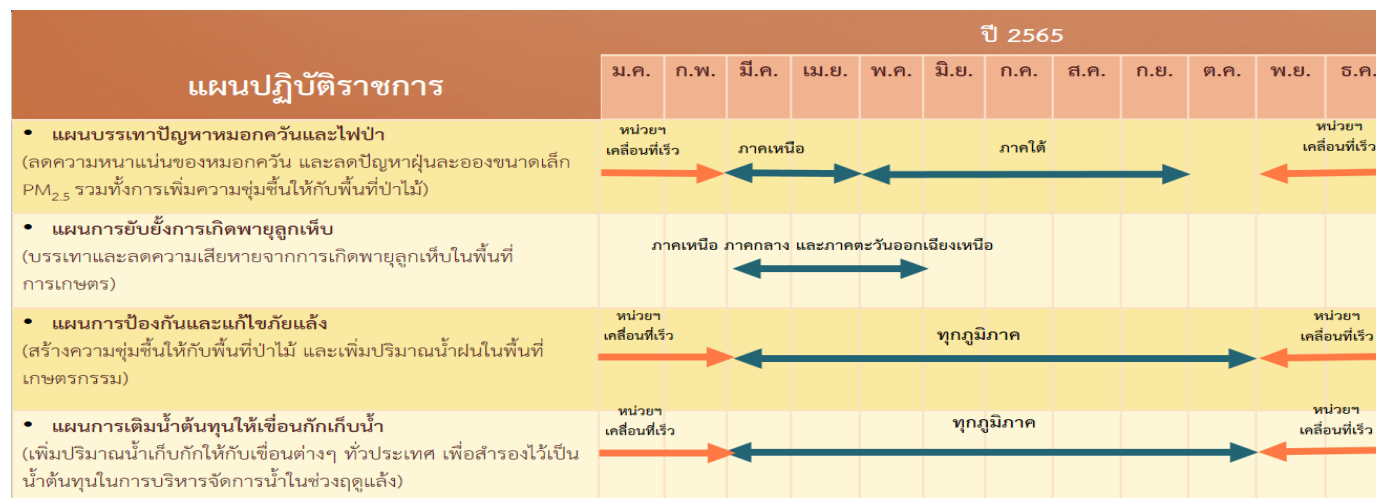 ปี 2565
แผนปฏิบัติราชการ
ม.ค. ก.พ. มี.ค. เม.ย. พ.ค. มิ.ย. ก.ค. ส.ค. ก.ย. ต.ค. พ.ย. ธ.ค.
• แผนบรรเทาปัญหาหมอกควันและไฟป่า
(ลดความหนาแน่นของหมอกควัน และลดปัญหาฝุ่นละอองขนาดเล็ก
PM2.5 รวมทั้งการเพิ่มความชุ่มชื้นให้กับพื้นที่ป่าไม้)
หน่วยฯ
เคลื่อนที่เร็ว
ภาคเหนือ
ภาคใต้
หน่วยฯ
เคลื่อนที่เร็ว
• แผนการยับยั้งการเกิดพายุลูกเห็บ
(บรรเทาและลดความเสียหายจากการเกิดพายุลูกเห็บในพื้นที่
การเกษตร)
ภาคเหนือ ภาคกลาง และภาคตะวันออกเฉียงเหนือ
• แผนการป้องกันและแก้ไขภัยแล้ง
(สร้างความชุ่มชื้นให้กับพื้นที่ป่าไม้ และเพิ่มปริมาณน้ำฝนในพื้นที่
เกษตรกรรม)
หน่วยฯ
เคลื่อนที่เร็ว
ทุกภูมิภาค
หน่วยฯ
เคลื่อนที่เร็ว
• แผนการเติมน้ำต้นทุนให้เขื่อนกักเก็บน้ำ
(เพิ่มปริมาณน้ำเก็บกักให้กับเขื่อนต่างๆ ทั่วประเทศ เพื่อสำรองไว้เป็น
น้ำต้นทุนในการบริหารจัดการน้ำในช่วงฤดูแล้ง)
หน่วยฯ
เคลื่อนที่เร็ว
ทุกภูมิภาค
หน่วยฯ
เคลื่อนที่เร็ว